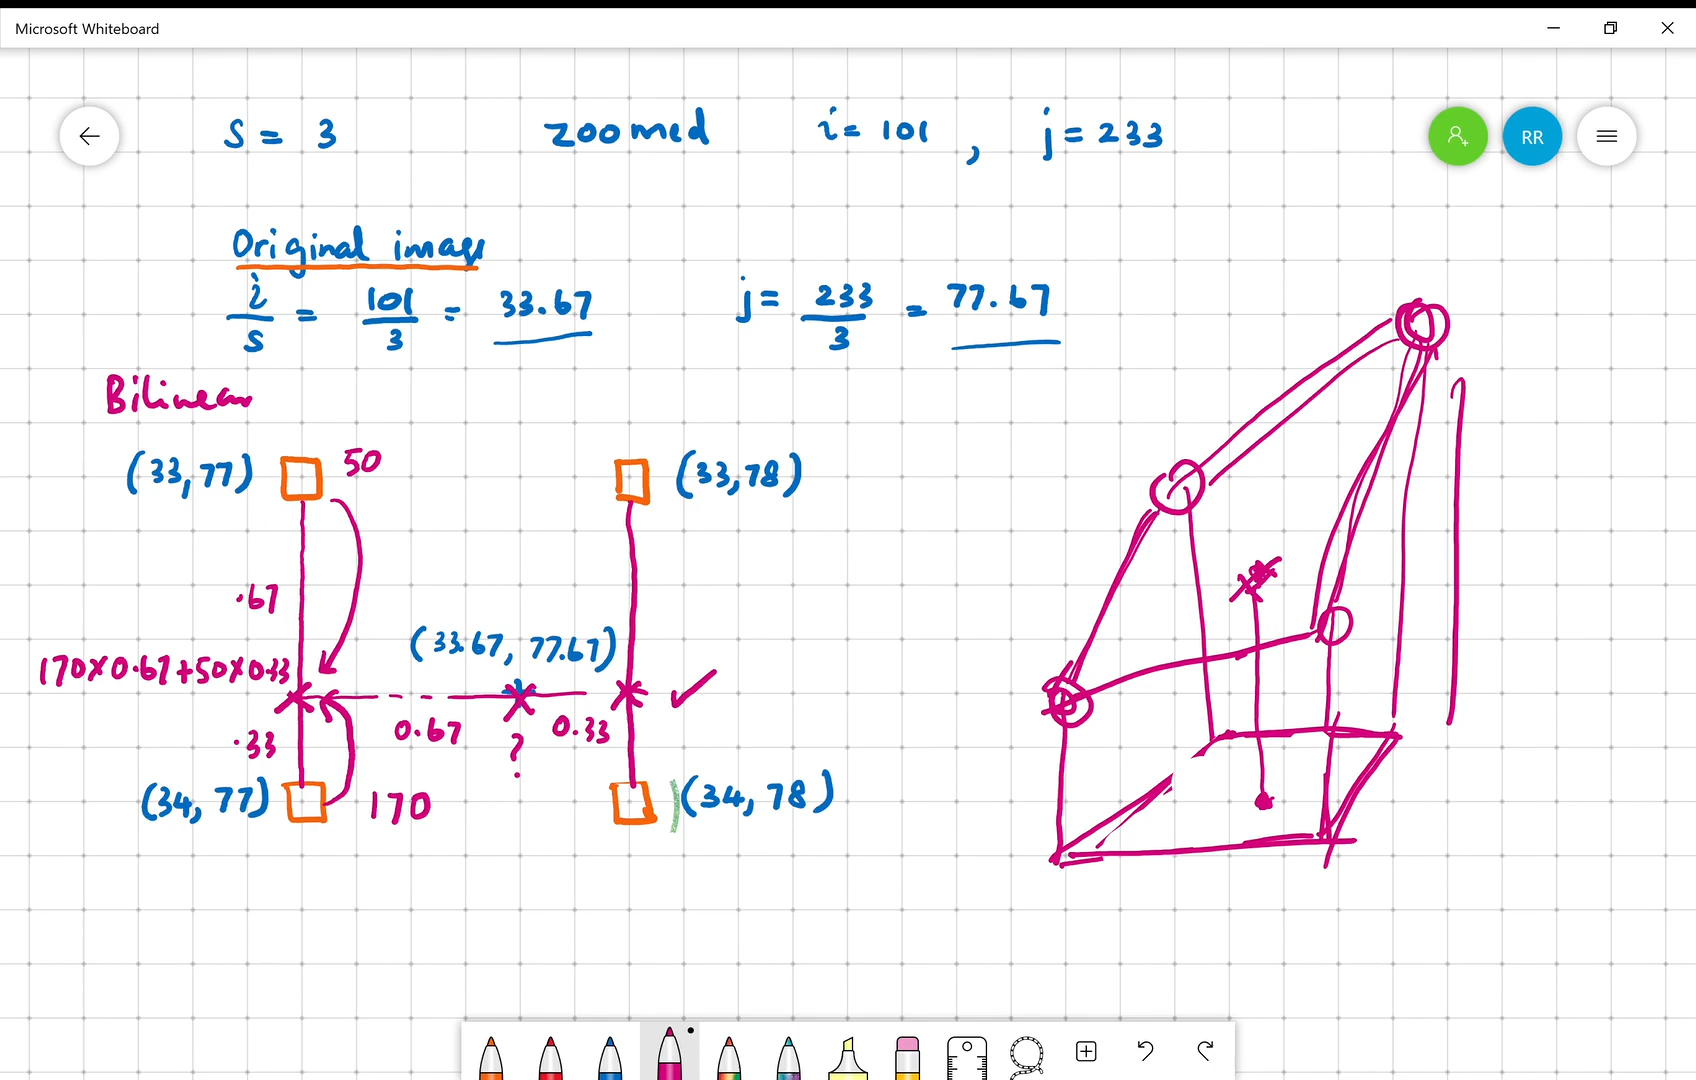 Microsoft Whiteboard
S = 3 zoomed i = 101 , j = 233
RR
Original image
i/s = 101/3 = 33.67 j = 233/3 = 77.67
Bilinear
(33,77) 50 (33,78)
.67
(33.67, 77.67)
170×0.67+50×0.33
.33 0.67 ? 0.33
(34,77) 170 (34,78)